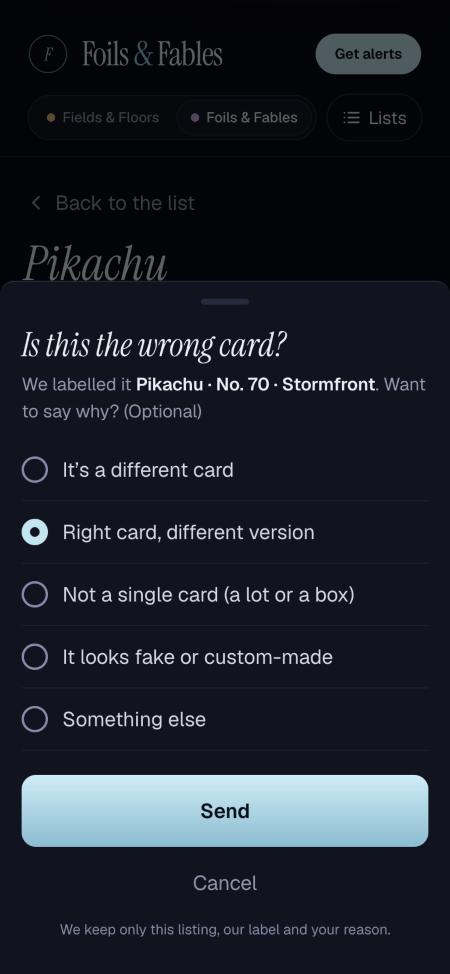 F
Foils & Fables
Get alerts
Fields & Floors
Foils & Fables
Lists
Back to the list
Pikachu
Is this the wrong card?
We labelled it Pikachu · No. 70 · Stormfront. Want
to say why? (Optional)
It’s a different card
Right card, different version
Not a single card (a lot or a box)
It looks fake or custom-made
Something else
Send
Cancel
We keep only this listing, our label and your reason.